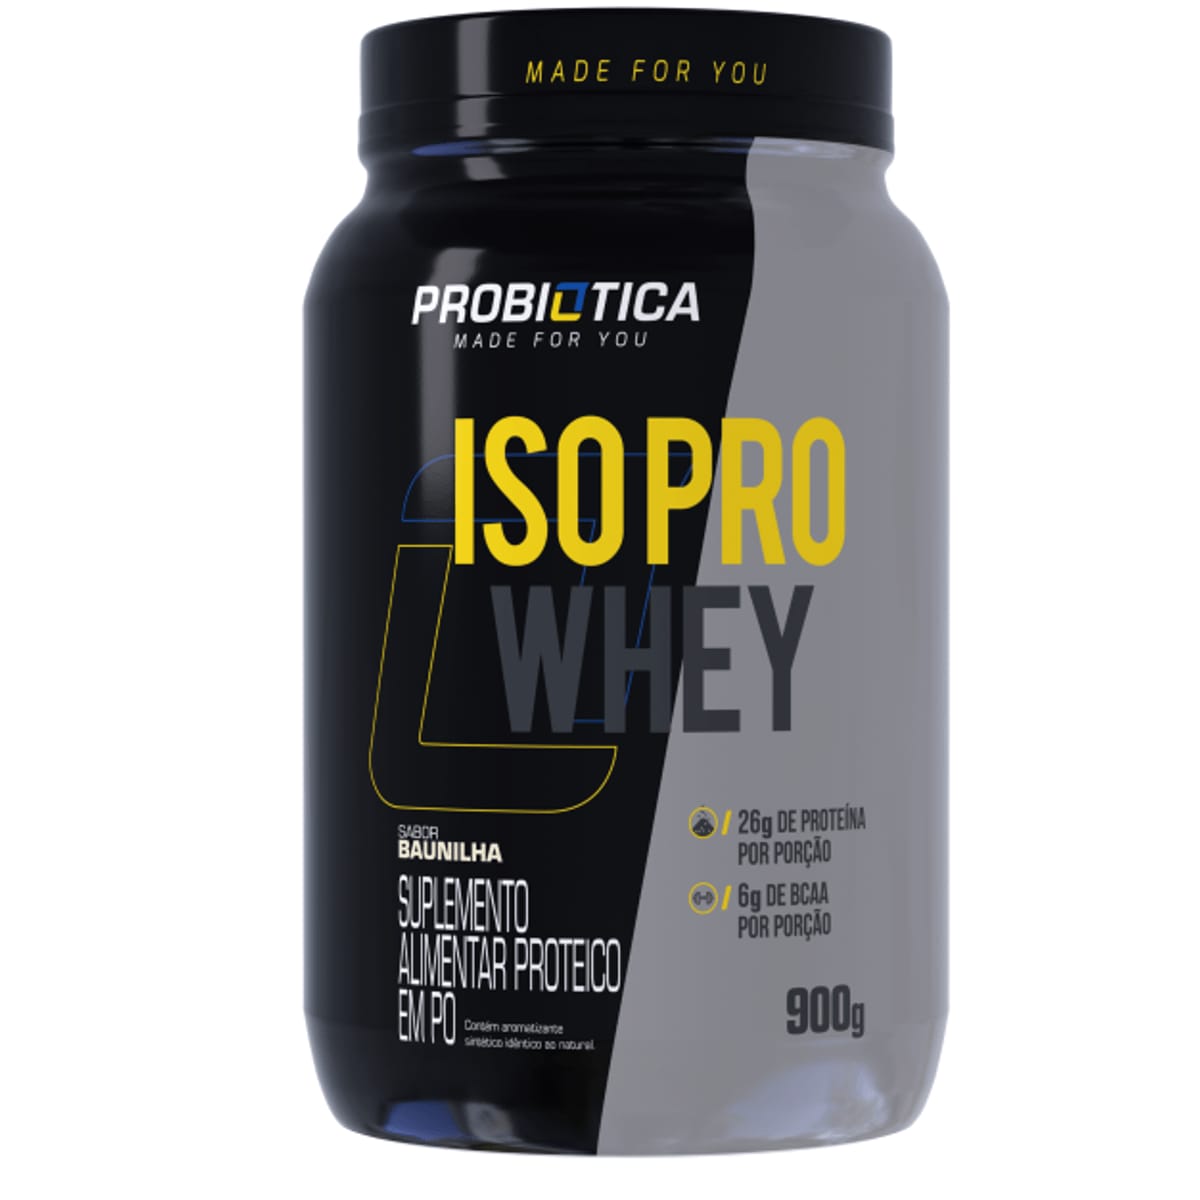 MADE FOR YOU
PROBIOTICA
MADE FOR YOU
ISO PRO
WHEY
SABOR
BAUNILHA
SUPLEMENTO
ALIMENTAR PROTEICO
EM PO
Contém aromatizante
sintético idêntico ao natural.
26g DE PROTEÍNA
POR PORÇÃO
6g DE BCAA
POR PORÇÃO
900g